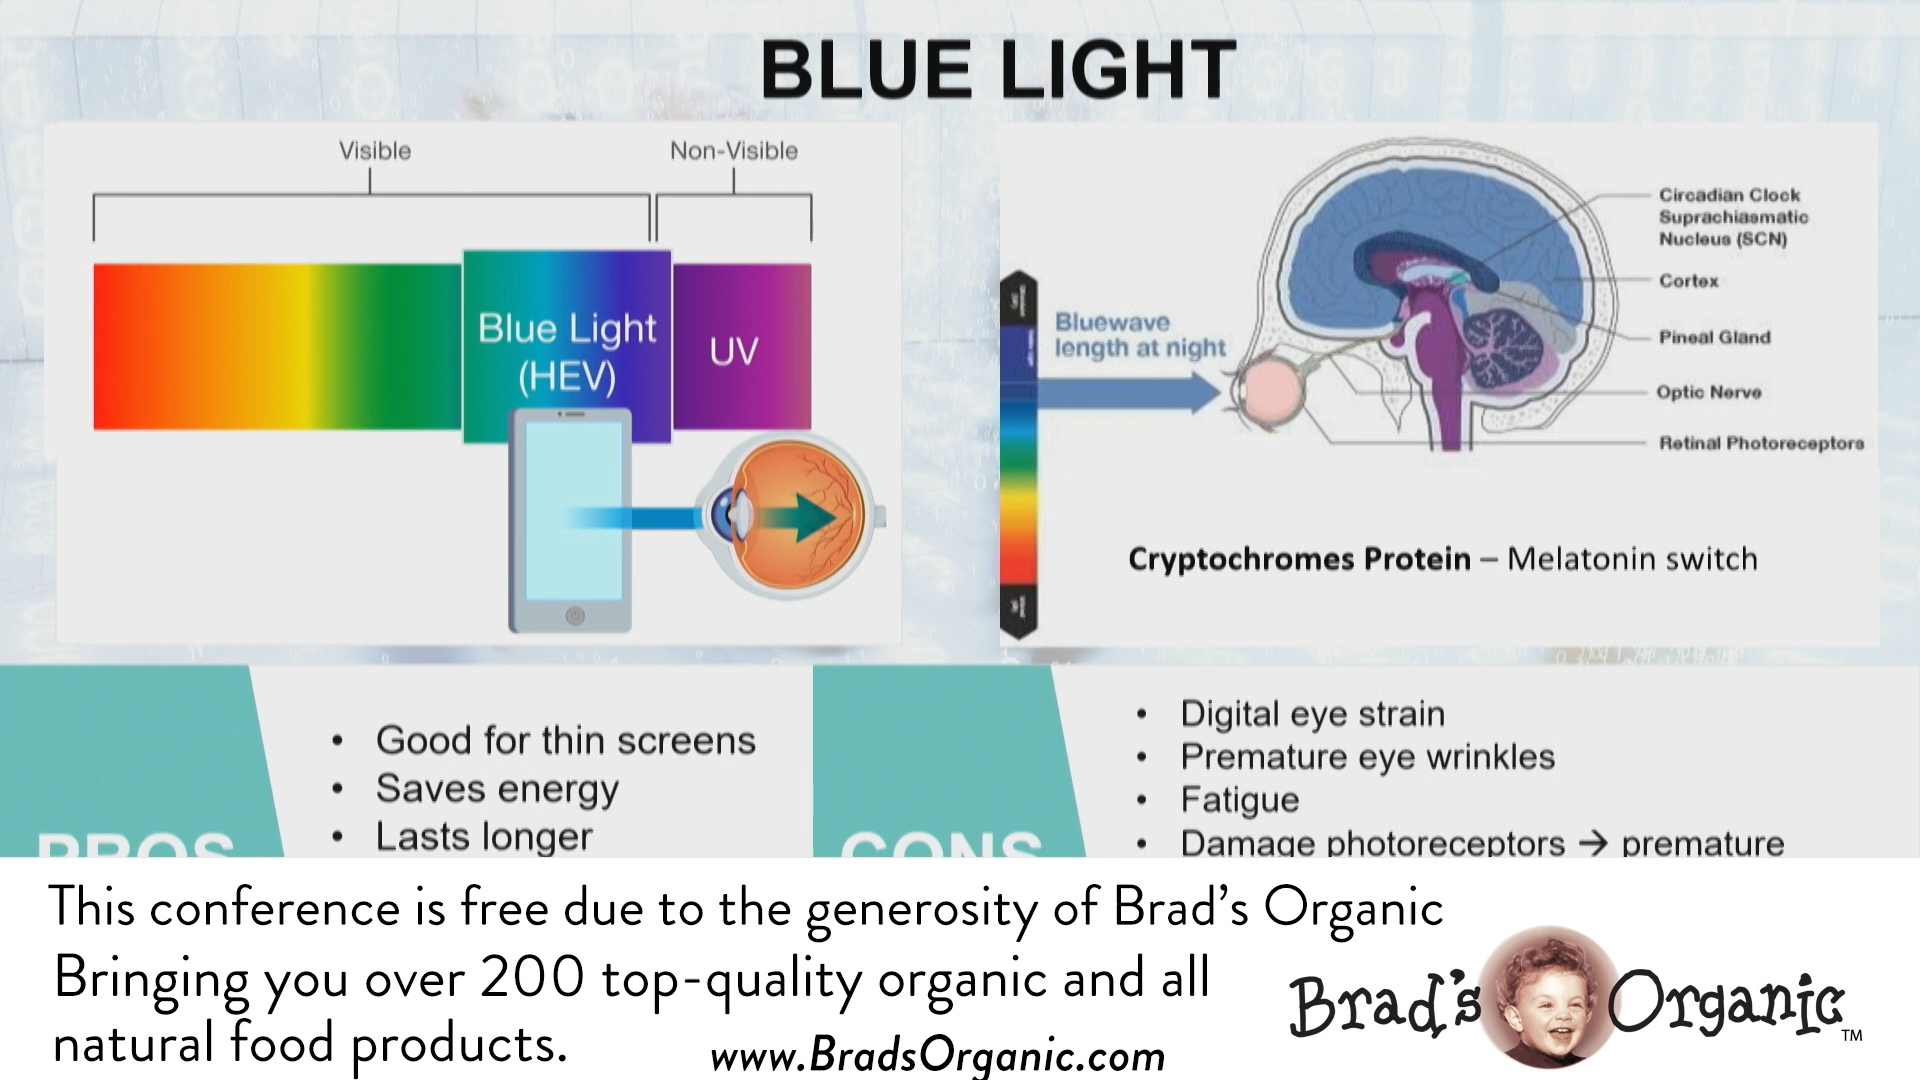 BLUE LIGHT
Visible
Non-Visible
Blue Light
(HEV)
UV
Circadian Clock
Suprachiasmatic
Nucleus (SCN)
Cortex
Pineal Gland
Optic Nerve
Retinal Photoreceptors
Bluewave
length at night
Cryptochromes Protein – Melatonin switch
PROS
• Good for thin screens
• Saves energy
• Lasts longer
CONS
• Digital eye strain
• Premature eye wrinkles
• Fatigue
• Damage photoreceptors → premature
This conference is free due to the generosity of Brad's Organic
Bringing you over 200 top-quality organic and all
natural food products.
www.BradsOrganic.com
Brad's Organic™